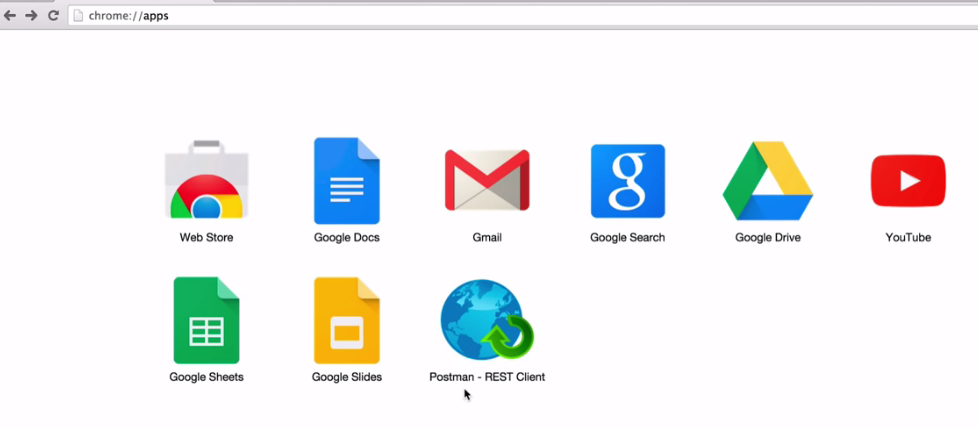 chrome://apps
Web Store
Google Docs
Gmail
g
Google Search
Google Drive
YouTube
Google Sheets
Google Slides
Postman - REST Client